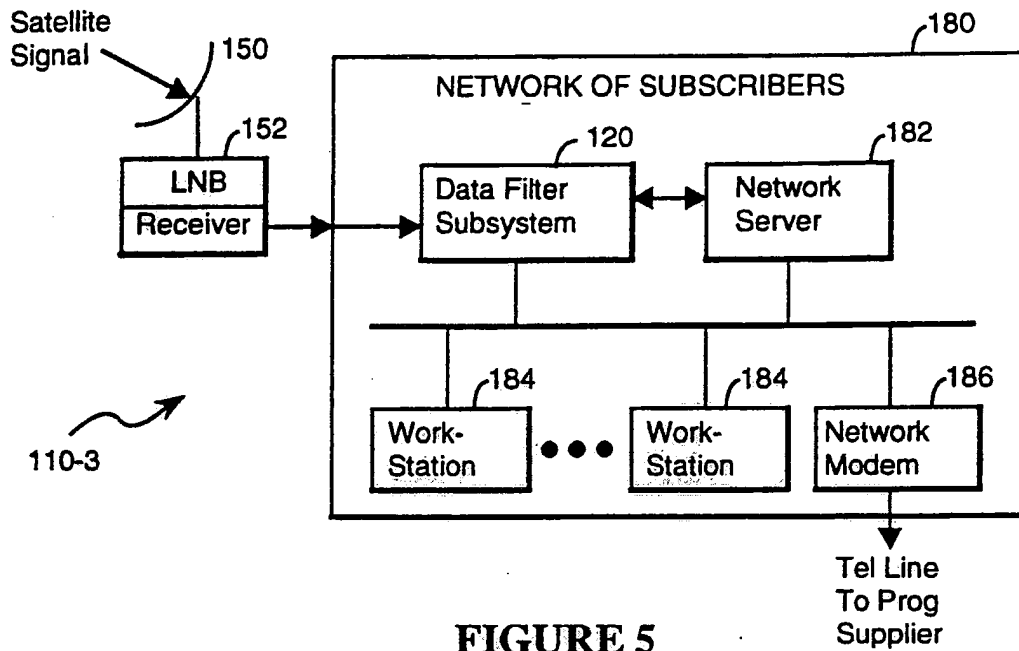 Satellite
Signal
150
180
NETWORK OF SUBSCRIBERS
152
120
182
LNB
Receiver
Data Filter
Subsystem
Network
Server
184
184
186
110-3
Work-
Station
Work-
Station
Network
Modem
Tel Line
To Prog
Supplier
FIGURE 5